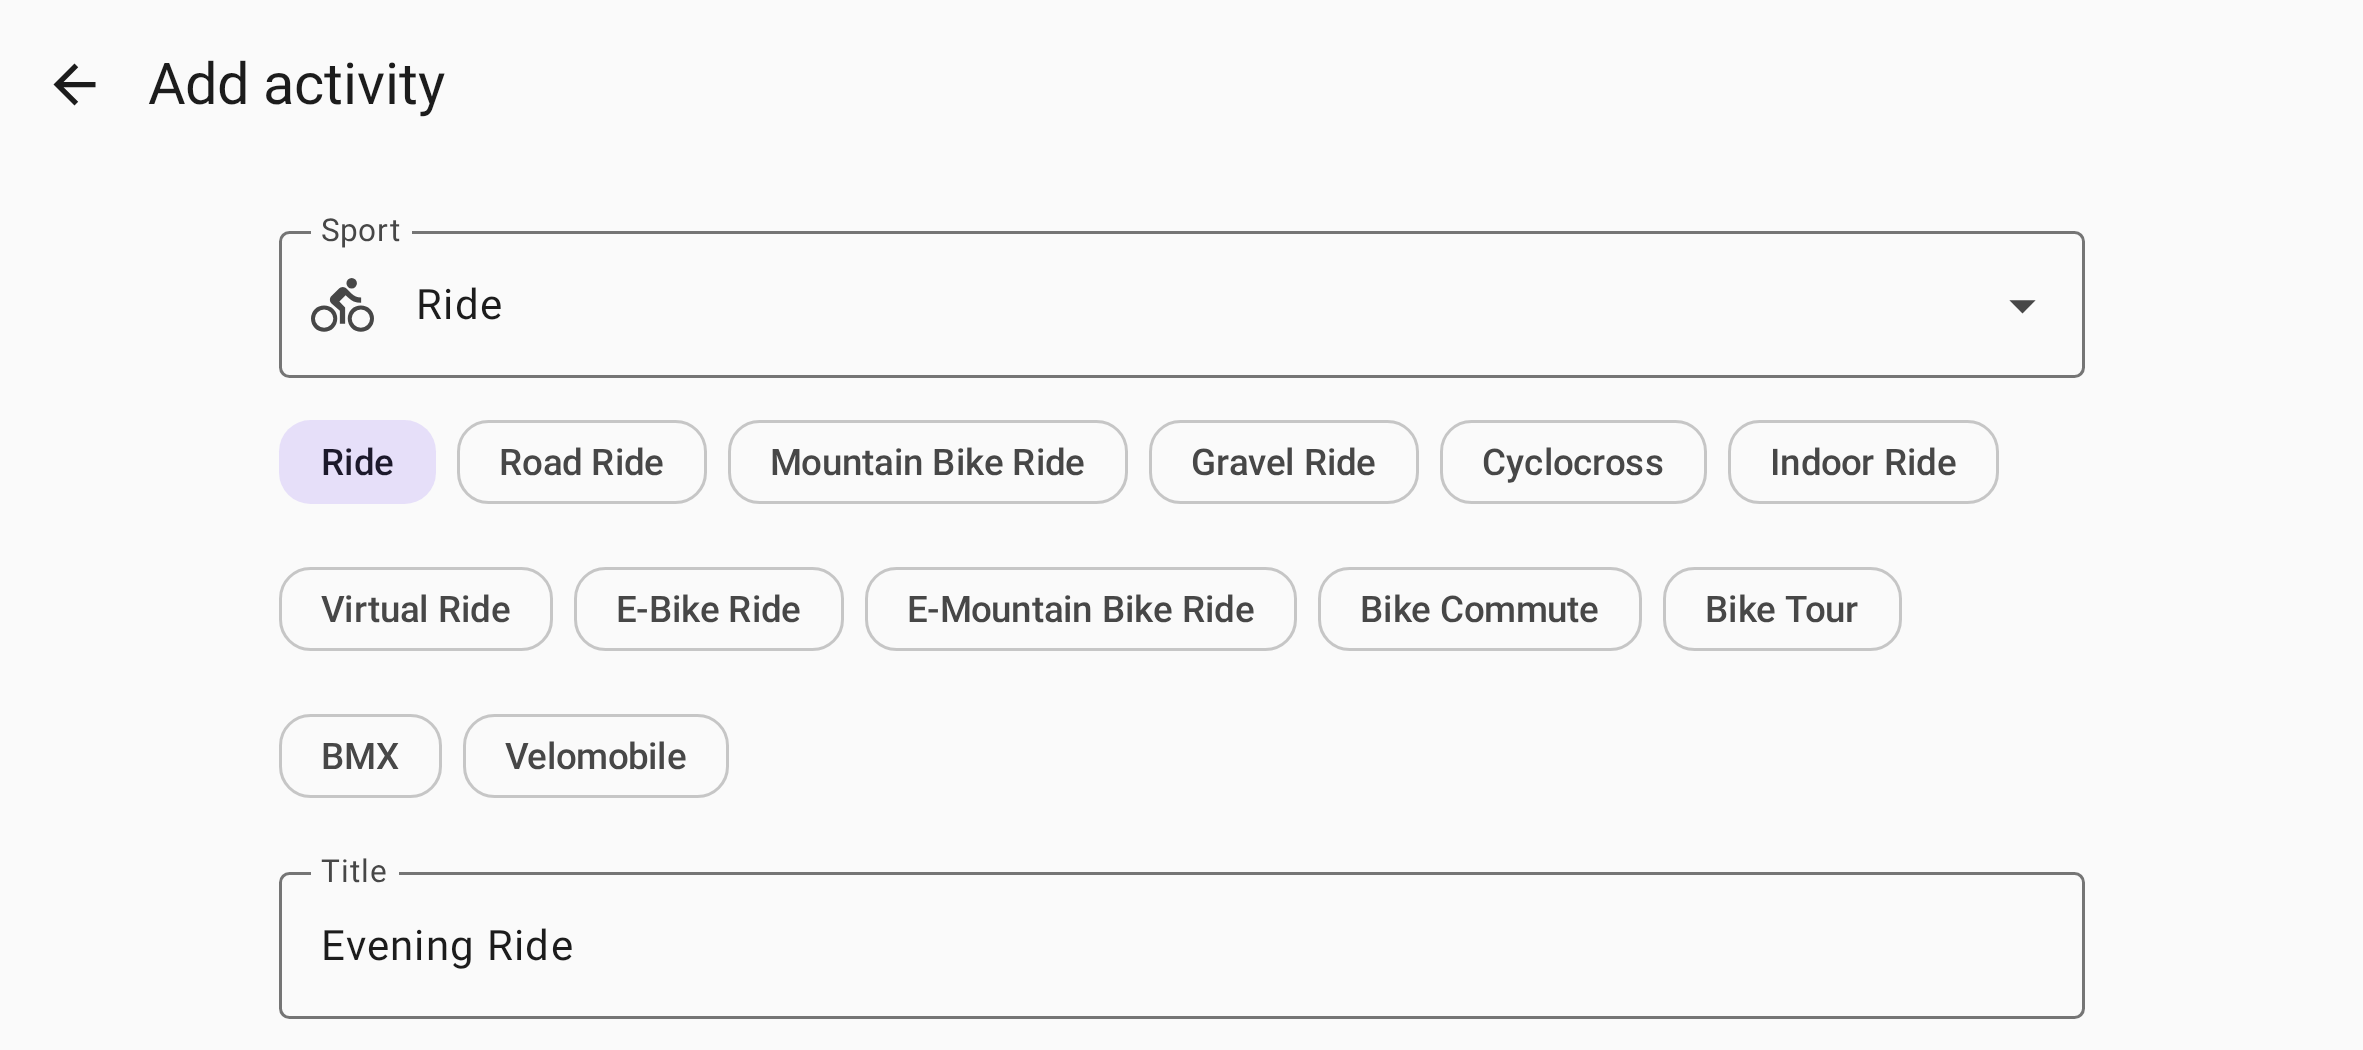 Add activity
Sport
Ride
Ride Road Ride Mountain Bike Ride Gravel Ride Cyclocross Indoor Ride
Virtual Ride E-Bike Ride E-Mountain Bike Ride Bike Commute Bike Tour
BMX Velomobile
Title
Evening Ride